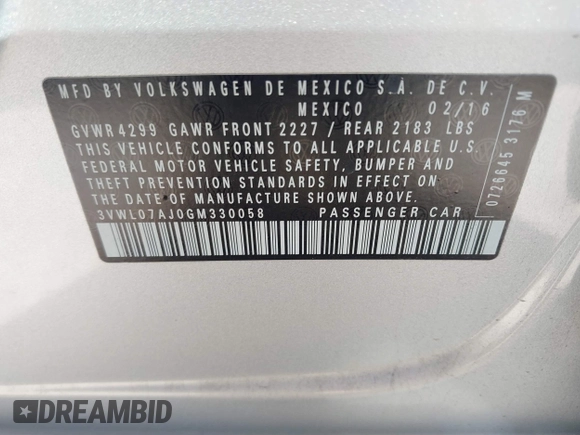 MFD BY VOLKSWAGEN DE MEXICO S.A. DE C.V.
MEXICO 02/16
GVWR 4299 GAWR FRONT 2227 / REAR 2183 LBS
THIS VEHICLE CONFORMS TO ALL APPLICABLE U.S.
FEDERAL MOTOR VEHICLE SAFETY, BUMPER AND
THEFT PREVENTION STANDARDS IN EFFECT ON
THE DATE OF MANUFACTURE SHOWN ABOVE
3VWL07AJ0GM330058 PASSENGER CAR
0726645 3176 M
DREAMBID